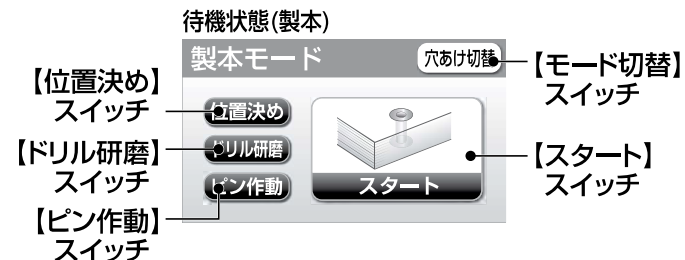 待機状態(製本)
製本モード
穴あけ切替
【位置決め】
スイッチ
【ドリル研磨】
スイッチ
【ピン作動】
スイッチ
位置決め
ドリル研磨
ピン作動
スタート
【モード切替】
スイッチ
【スタート】
スイッチ